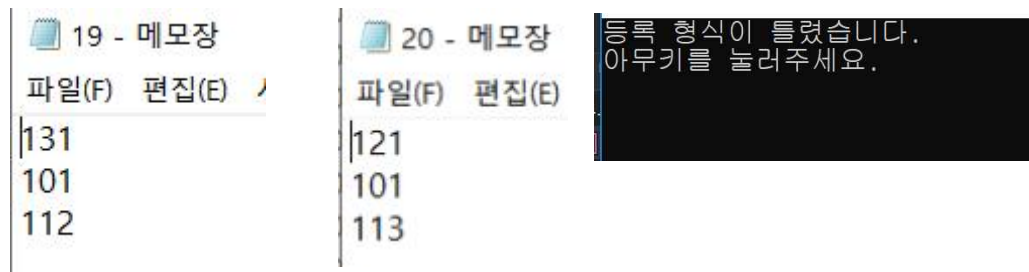 19 - 메모장
파일(F) 편집(E)
131
101
112
20 - 메모장
파일(F) 편집(E)
121
101
113
등록 형식이 틀렸습니다.
아무키를 눌러주세요.